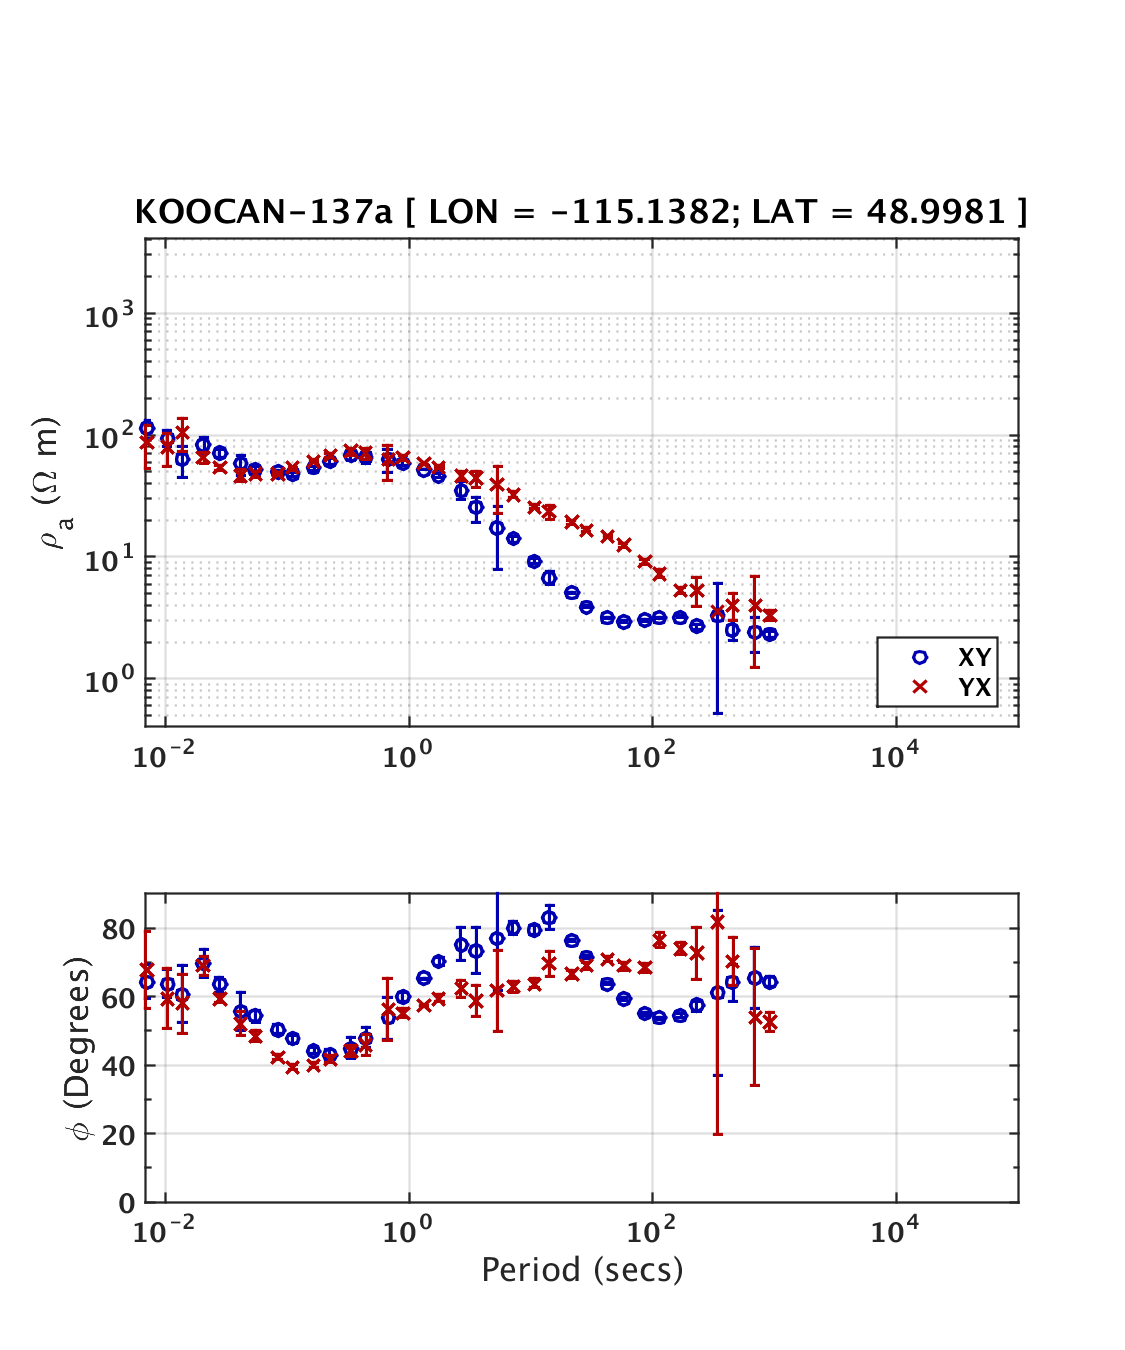 KOOCAN-137a [ LON = -115.1382; LAT = 48.9981 ]
10³
10²
10¹
10⁰
ρₐ (Ω m)
XY
YX
10⁻² 10⁰ 10² 10⁴
80
60
40
20
0
ϕ (Degrees)
10⁻² 10⁰ 10² 10⁴
Period (secs)